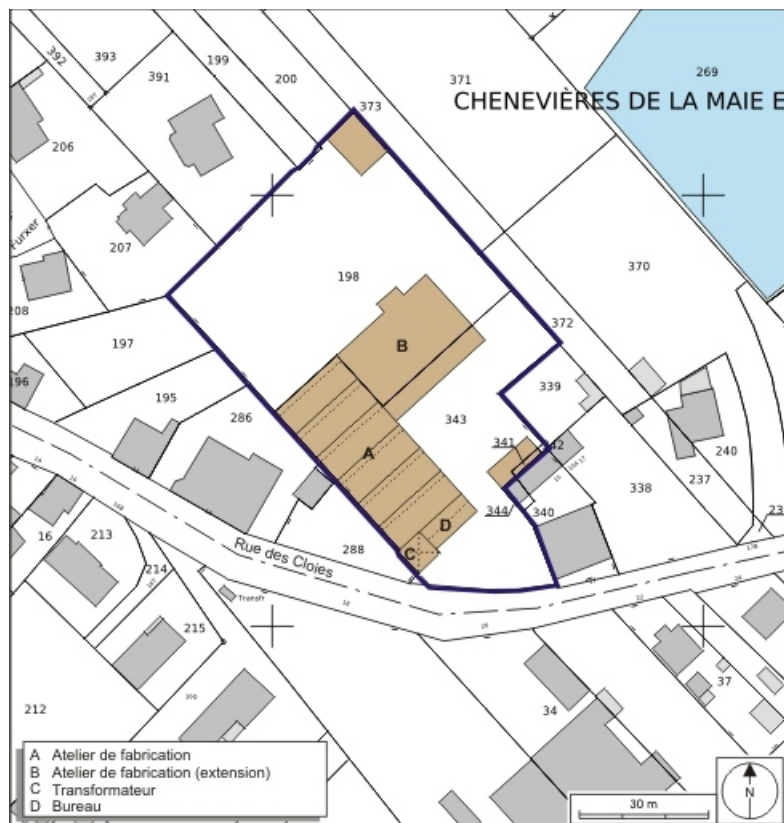 393
199
392
391
200
371
269
373
CHENEVIÈRES DE LA MAIE B
206
207
Furxer
198
370
208
372
197
B
339
196
195
286
343
341
342
A
240
237
338
344
340
D
16
213
Rue des Cloies
288
C
214
Transfr
215
37
212
34
A Atelier de fabrication
B Atelier de fabrication (extension)
C Transformateur
D Bureau
30 m
N